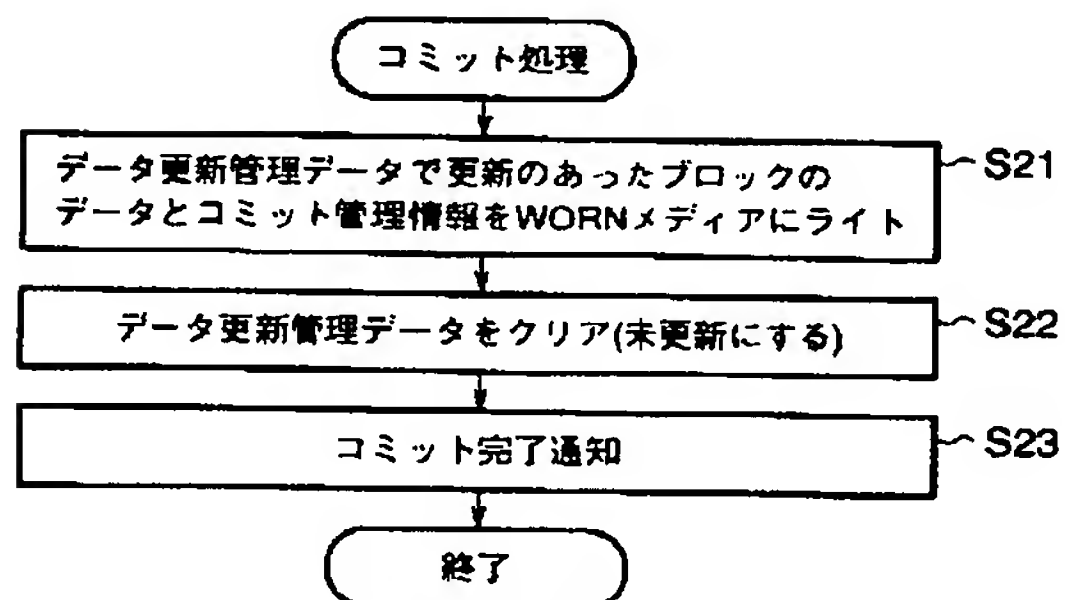 コミット処理
データ更新管理データで更新のあったブロックの
データとコミット管理情報をWORNメディアにライト
S21
データ更新管理データをクリア(未更新にする)
S22
コミット完了通知
S23
終了